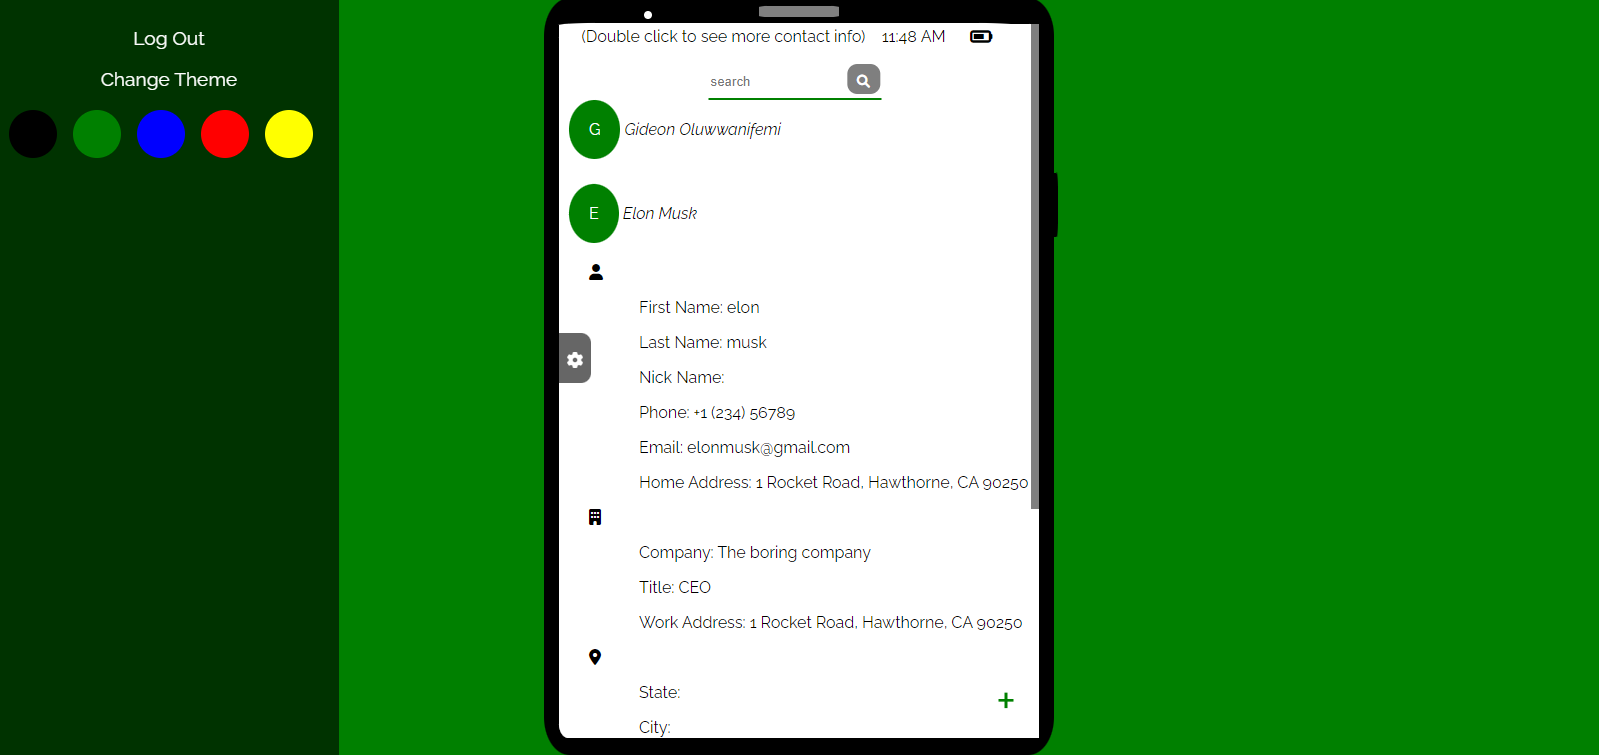 Log Out
Change Theme
(Double click to see more contact info) 11:48 AM
search
G Gideon Oluwwanifemi
E Elon Musk
First Name: elon
Last Name: musk
Nick Name:
Phone: +1 (234) 56789
Email: elonmusk@gmail.com
Home Address: 1 Rocket Road, Hawthorne, CA 90250
Company: The boring company
Title: CEO
Work Address: 1 Rocket Road, Hawthorne, CA 90250
State:
City: